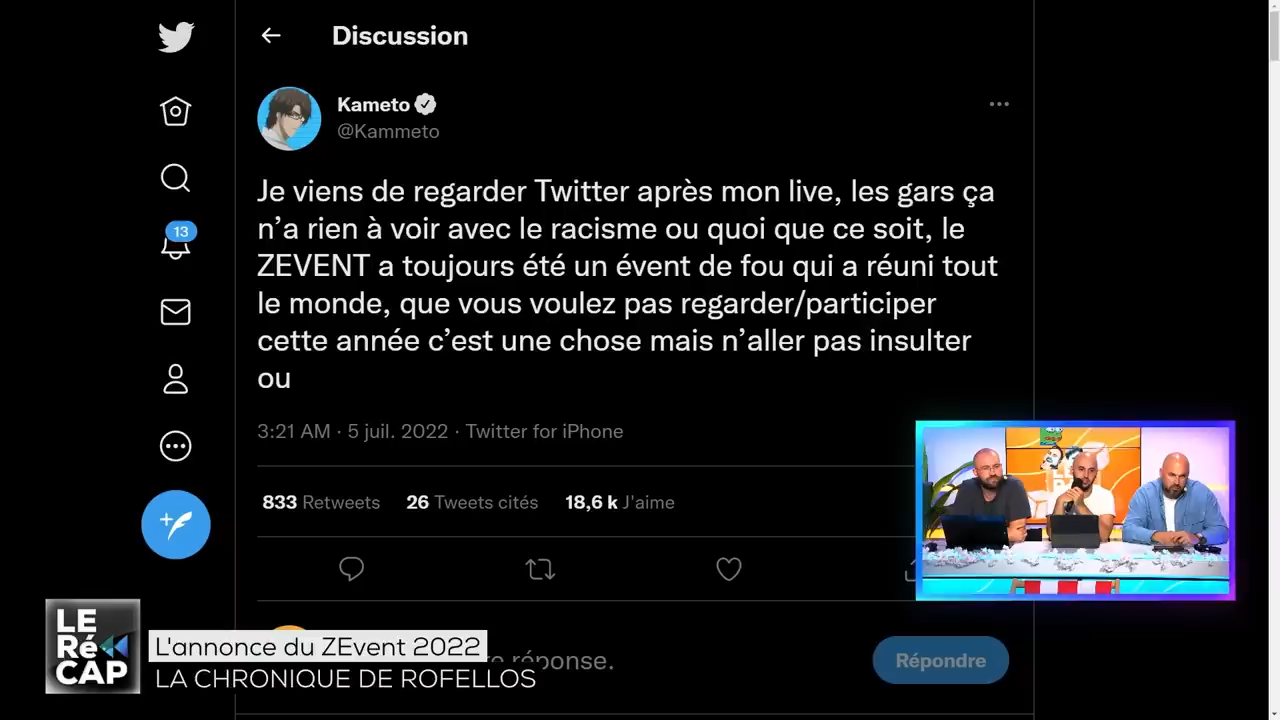 Discussion
Kameto
@Kammeto
Je viens de regarder Twitter après mon live, les gars ça
n’a rien à voir avec le racisme ou quoi que ce soit, le
ZEVENT a toujours été un évent de fou qui a réuni tout
le monde, que vous voulez pas regarder/participer
cette année c’est une chose mais n’aller pas insulter
ou
13
3:21 AM · 5 juil. 2022 · Twitter for iPhone
833 Retweets 26 Tweets cités 18,6 k J'aime
réponse.
Répondre
LE
Ré
CAP
L'annonce du ZEvent 2022
LA CHRONIQUE DE ROFELLOS